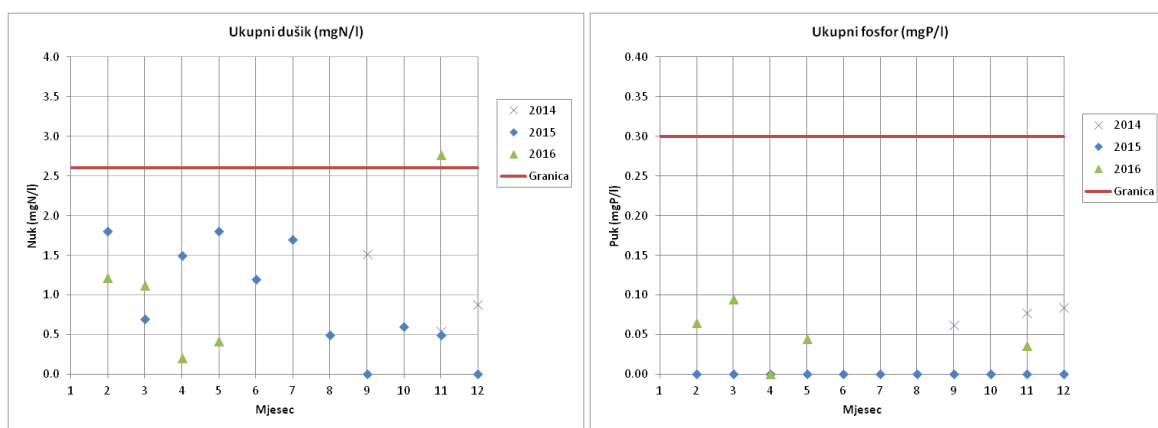 Ukupni dušik (mgN/l)
4.0
3.5
3.0
2.5
2.0
1.5
1.0
0.5
0.0
Nuk (mgN/l)
1 2 3 4 5 6 7 8 9 10 11 12
Mjesec
2014
2015
2016
Granica
Ukupni fosfor (mgP/l)
0.40
0.35
0.30
0.25
0.20
0.15
0.10
0.05
0.00
Puk (mgP/l)
1 2 3 4 5 6 7 8 9 10 11 12
Mjesec
2014
2015
2016
Granica